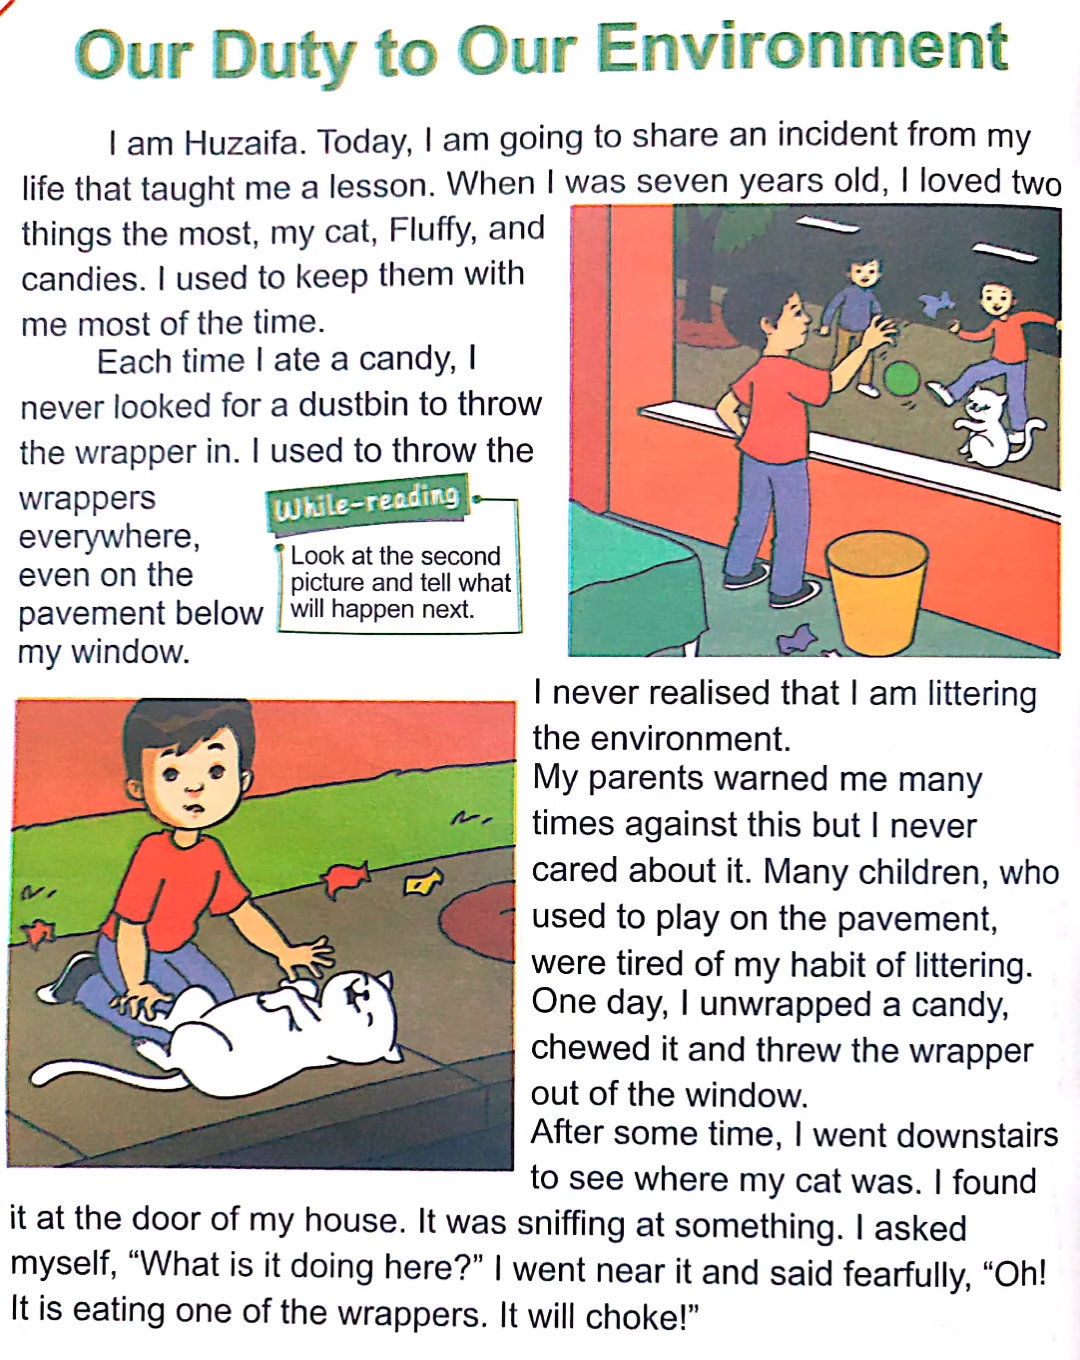 Our Duty to Our Environment
I am Huzaifa. Today, I am going to share an incident from my
life that taught me a lesson. When I was seven years old, I loved two
things the most, my cat, Fluffy, and
candies. I used to keep them with
me most of the time.
Each time I ate a candy, I
never looked for a dustbin to throw
the wrapper in. I used to throw the
wrappers
everywhere,
even on the
pavement below
my window.
While-reading
Look at the second
picture and tell what
will happen next.
I never realised that I am littering
the environment.
My parents warned me many
times against this but I never
cared about it. Many children, who
used to play on the pavement,
were tired of my habit of littering.
One day, I unwrapped a candy,
chewed it and threw the wrapper
out of the window.
After some time, I went downstairs
to see where my cat was. I found
it at the door of my house. It was sniffing at something. I asked
myself, “What is it doing here?” I went near it and said fearfully, “Oh!
It is eating one of the wrappers. It will choke!”